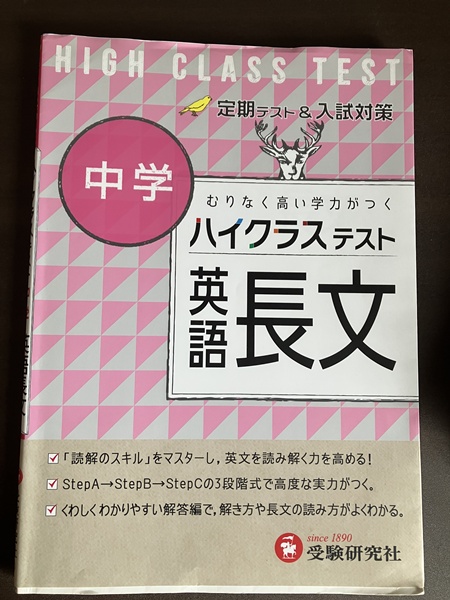 HIGH CLASS TEST
定期テスト&入試対策
中学
むりなく高い学力がつく
ハイクラステスト
英語 長文
「読解のスキル」をマスターし,英文を読み解く力を高める!
StepA→StepB→StepCの3段階式で高度な実力がつく。
くわしくわかりやすい解答編で,解き方や長文の読み方がよくわかる。
since 1890
受験研究社